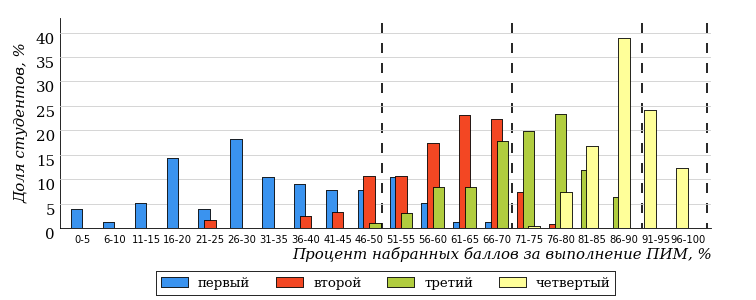 Доля студентов, %
40
35
30
25
20
15
10
5
0
0-5 6-10 11-15 16-20 21-25 26-30 31-35 36-40 41-45 46-50 51-55 56-60 61-65 66-70 71-75 76-80 81-85 86-90 91-95 96-100
Процент набранных баллов за выполнение ПИМ, %
первый второй третий четвертый